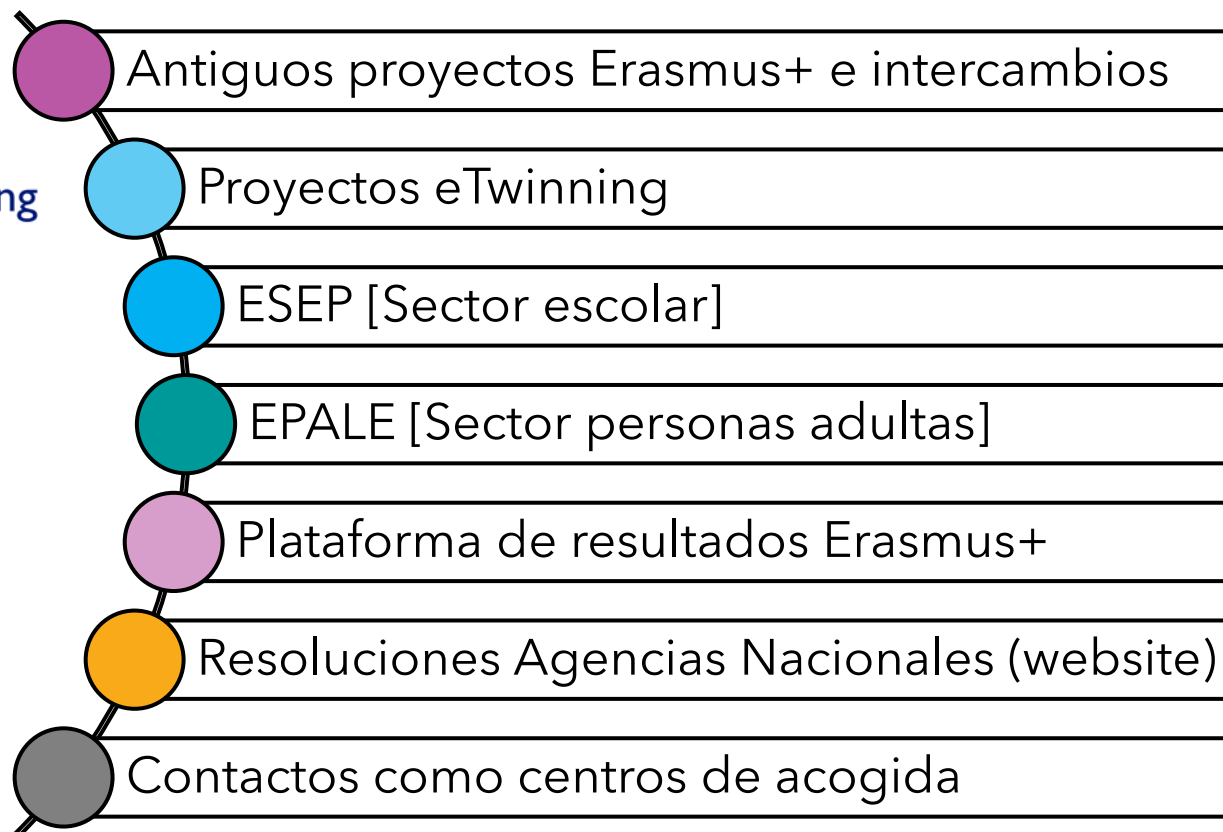 Antiguos proyectos Erasmus+ e intercambios
Proyectos eTwinning
ng
ESEP [Sector escolar]
EPALE [Sector personas adultas]
Plataforma de resultados Erasmus+
Resoluciones Agencias Nacionales (website)
Contactos como centros de acogida